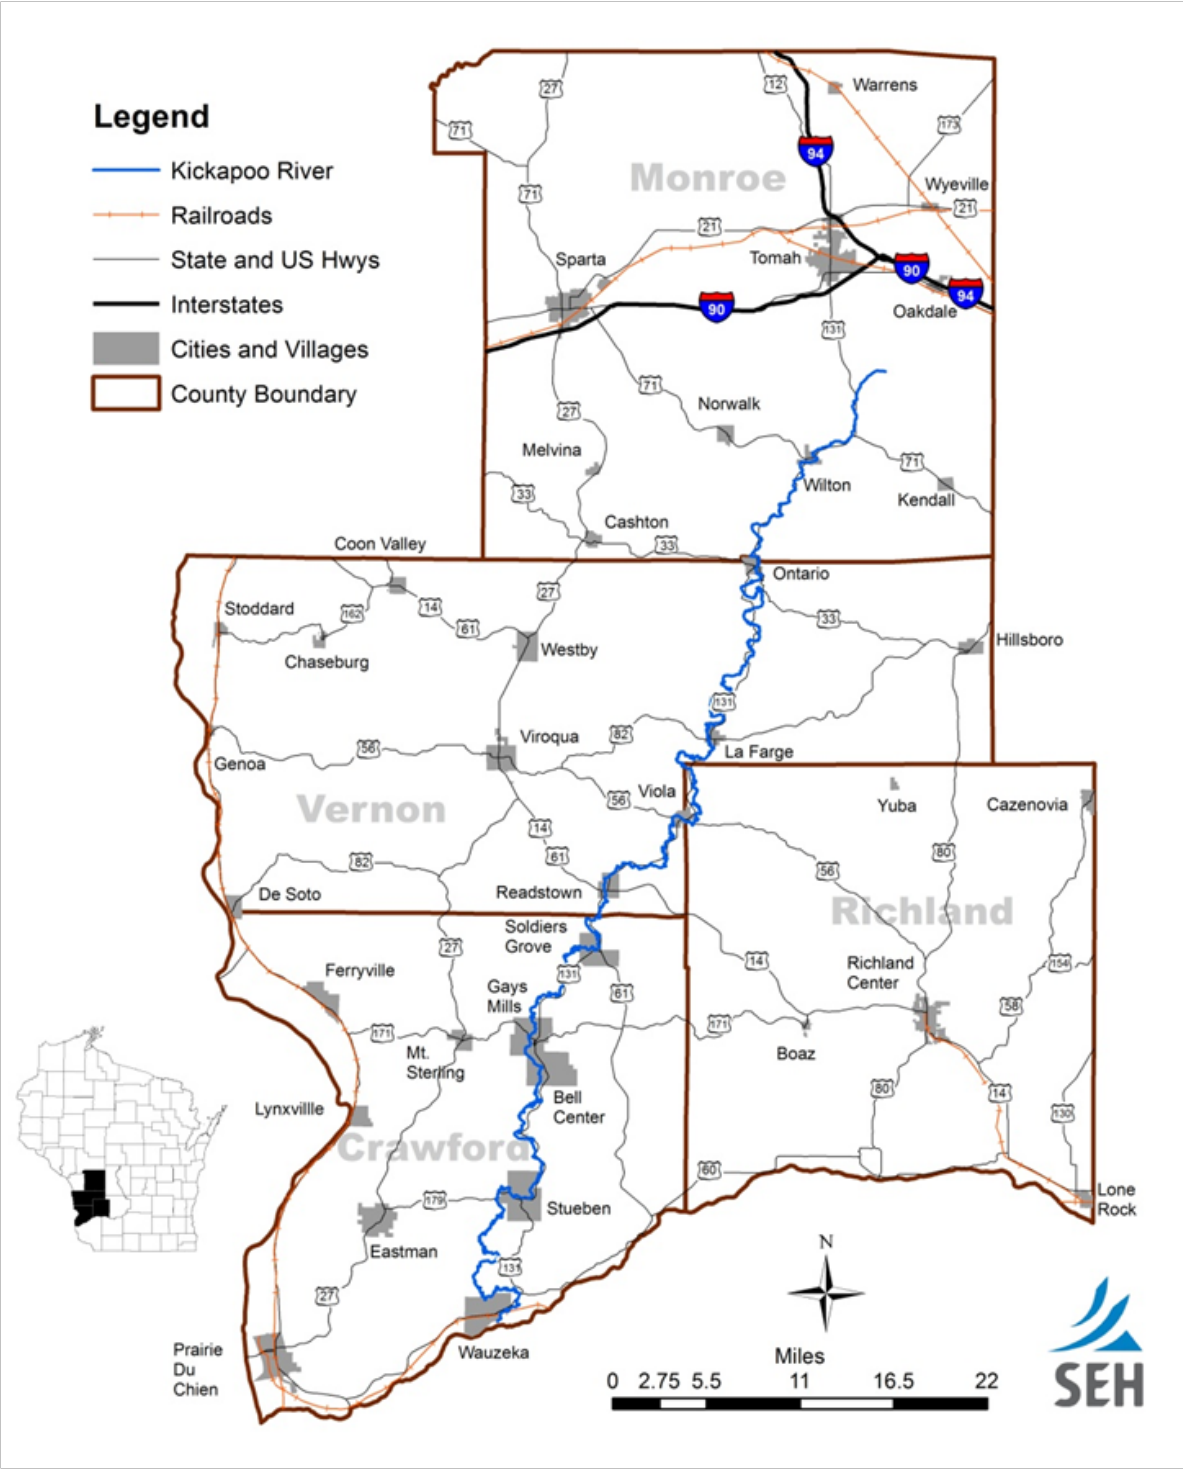 Legend
Kickapoo River
Railroads
State and US Hwys
Interstates
Cities and Villages
County Boundary
27
12
Warrens
71
173
94
Monroe
Wyeville
71
21
21
Sparta
Tomah
90
94
90
Oakdale
131
71
Norwalk
27
Melvina
71
33
Wilton
Kendall
Cashton
33
Coon Valley
Ontario
27
Stoddard
162
14
33
61
Hillsboro
Chaseburg
Westby
131
Viroqua
82
56
La Farge
Genoa
Viola
56
Yuba
Cazenovia
Vernon
14
80
61
82
56
De Soto
Readstown
Richland
Soldiers
Grove
27
14
Richland
Center
154
Ferryville
131
Gays
Mills
61
58
171
171
Mt.
Sterling
Boaz
80
14
Bell
Center
Lynxvillle
130
Crawford
60
179
Stueben
Lone
Rock
Eastman
N
131
27
Prairie
Du
Chien
Wauzeka
Miles
0 2.75 5.5 11 16.5 22
SEH